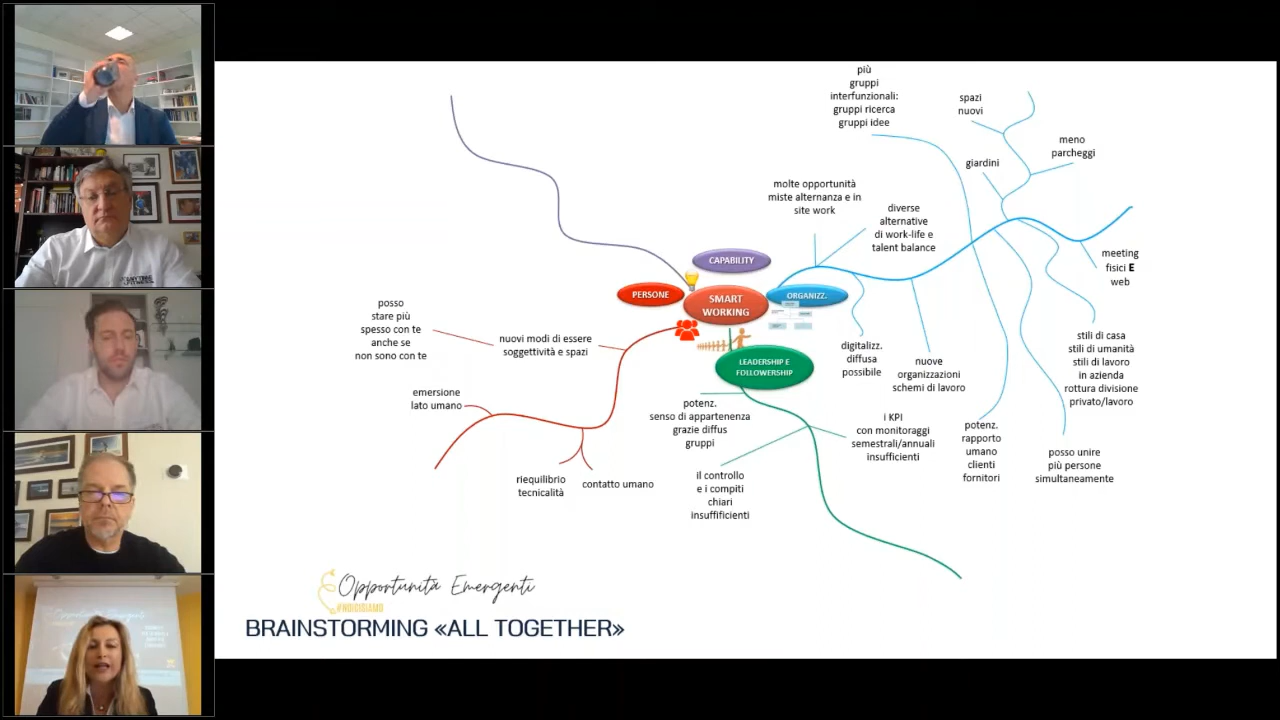 più
gruppi
interfunzionali:
gruppi ricerca
gruppi idee
spazi
nuovi
meno
parcheggi
giardini
molte opportunità
miste alternanza e in
site work
diverse
alternative
di work-life e
talent balance
meeting
fisici E
web
CAPABILITY
PERSONE
SMART
WORKING
ORGANIZZ.
LEADERSHIP E
FOLLOWERSHIP
posso
stare più
spesso con te
anche se
non sono con te
nuovi modi di essere
soggettività e spazi
emersione
lato umano
riequilibrio
tecnicalità
contatto umano
potenz.
senso di appartenenza
grazie diffus
gruppi
il controllo
e i compiti
chiari
insuffificienti
i KPI
con monitoraggi
semestrali/annuali
insufficienti
digitalizz.
diffusa
possibile
nuove
organizzazioni
schemi di lavoro
potenz.
rapporto
umano
clienti
fornitori
stili di casa
stili di umanità
stili di lavoro
in azienda
rottura divisione
privato/lavoro
posso unire
più persone
simultaneamente
Opportunità Emergenti
#NOICISIAMO
BRAINSTORMING «ALL TOGETHER»